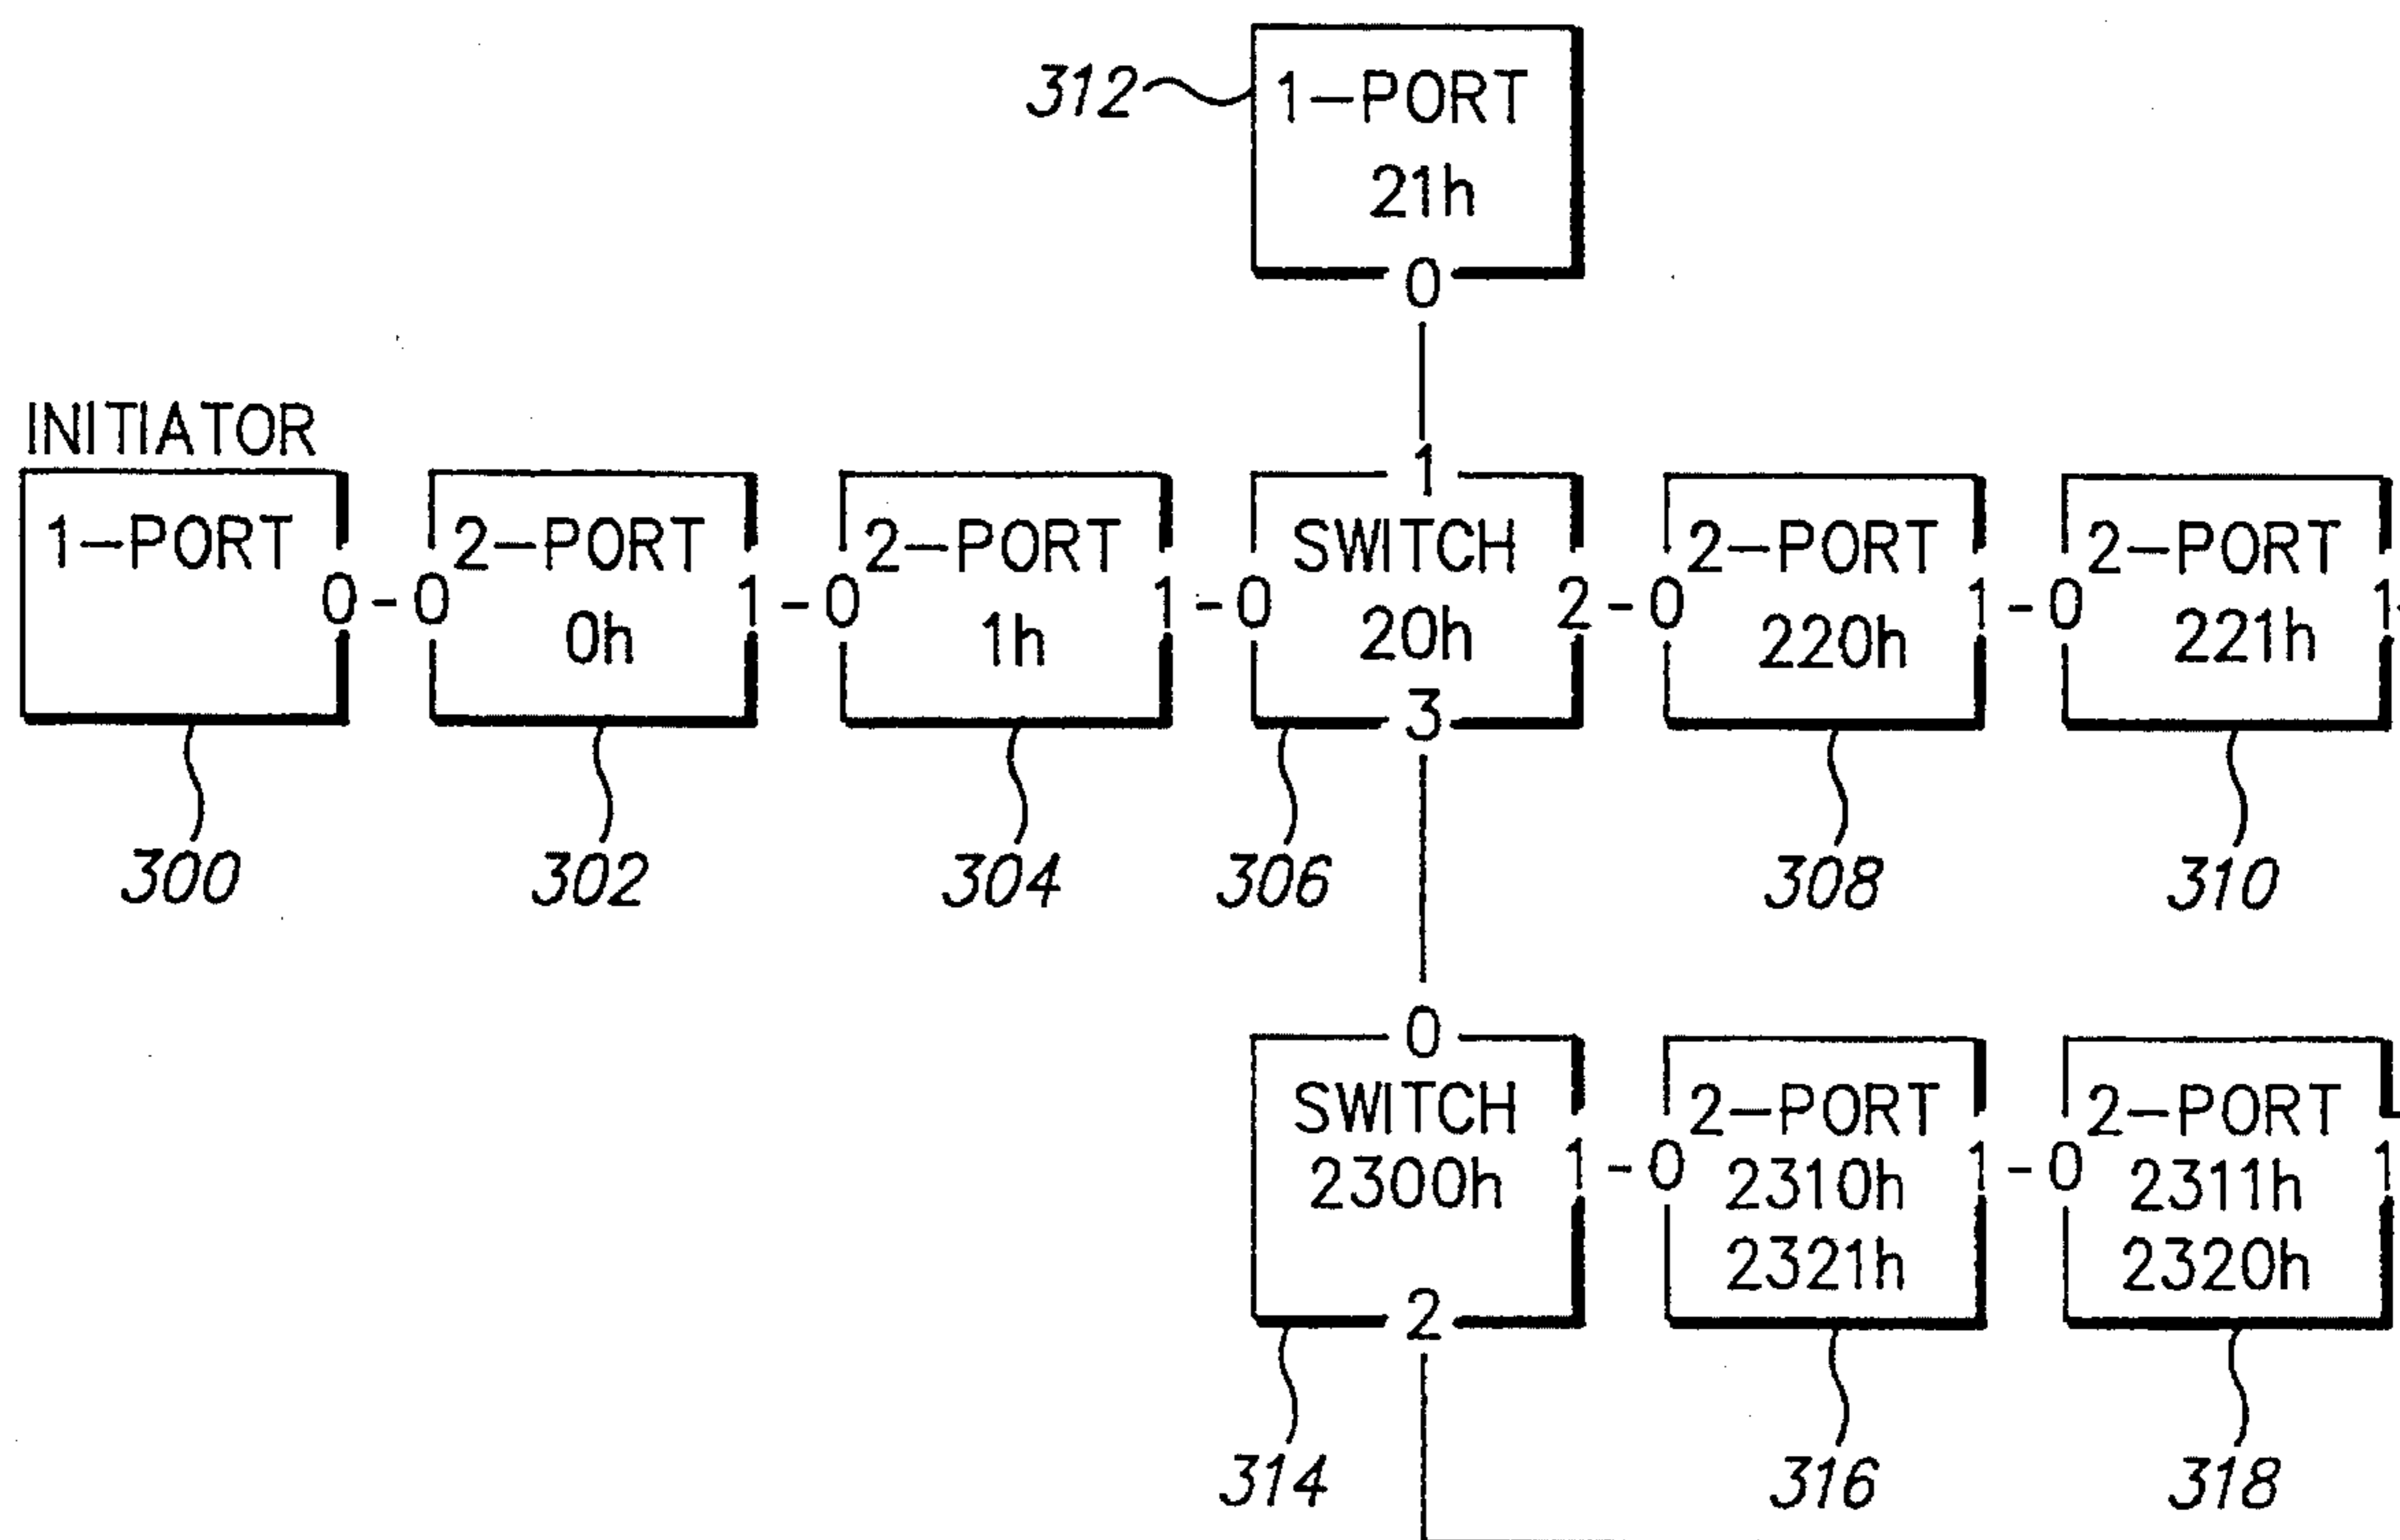 312
1-PORT
21h
0
INITIATOR
1-PORT
0-0
2-PORT
0h
1-0
2-PORT
1h
1-0
1
SWITCH
20h
3
2-0
2-PORT
220h
1-0
2-PORT
221h
1
300
302
304
306
308
310
0
SWITCH
2300h
2
1-0
2-PORT
2310h
2321h
1-0
2-PORT
2311h
2320h
1
314
316
318